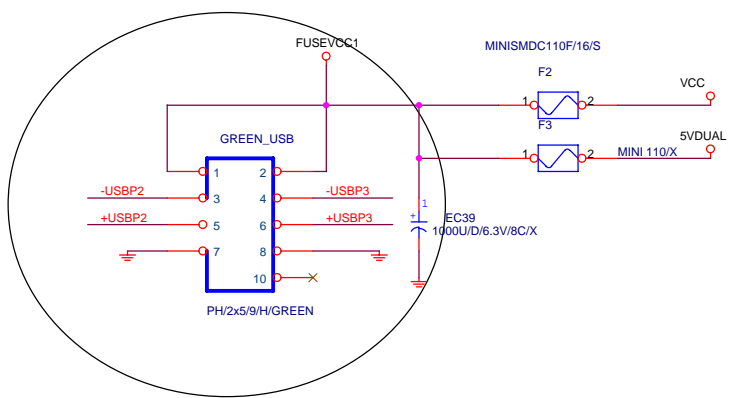 FUSEVCC1
MINISMDC110F/16/S
F2
VCC
1 2
F3
5VDUAL
GREEN_USB
1 2 MINI 110/X
1 2
-USBP2 3 4 -USBP3
+USBP2 5 6 +USBP3
1
+ EC39
1000U/D/6.3V/8C/X
7 8
10
PH/2x5/9/H/GREEN